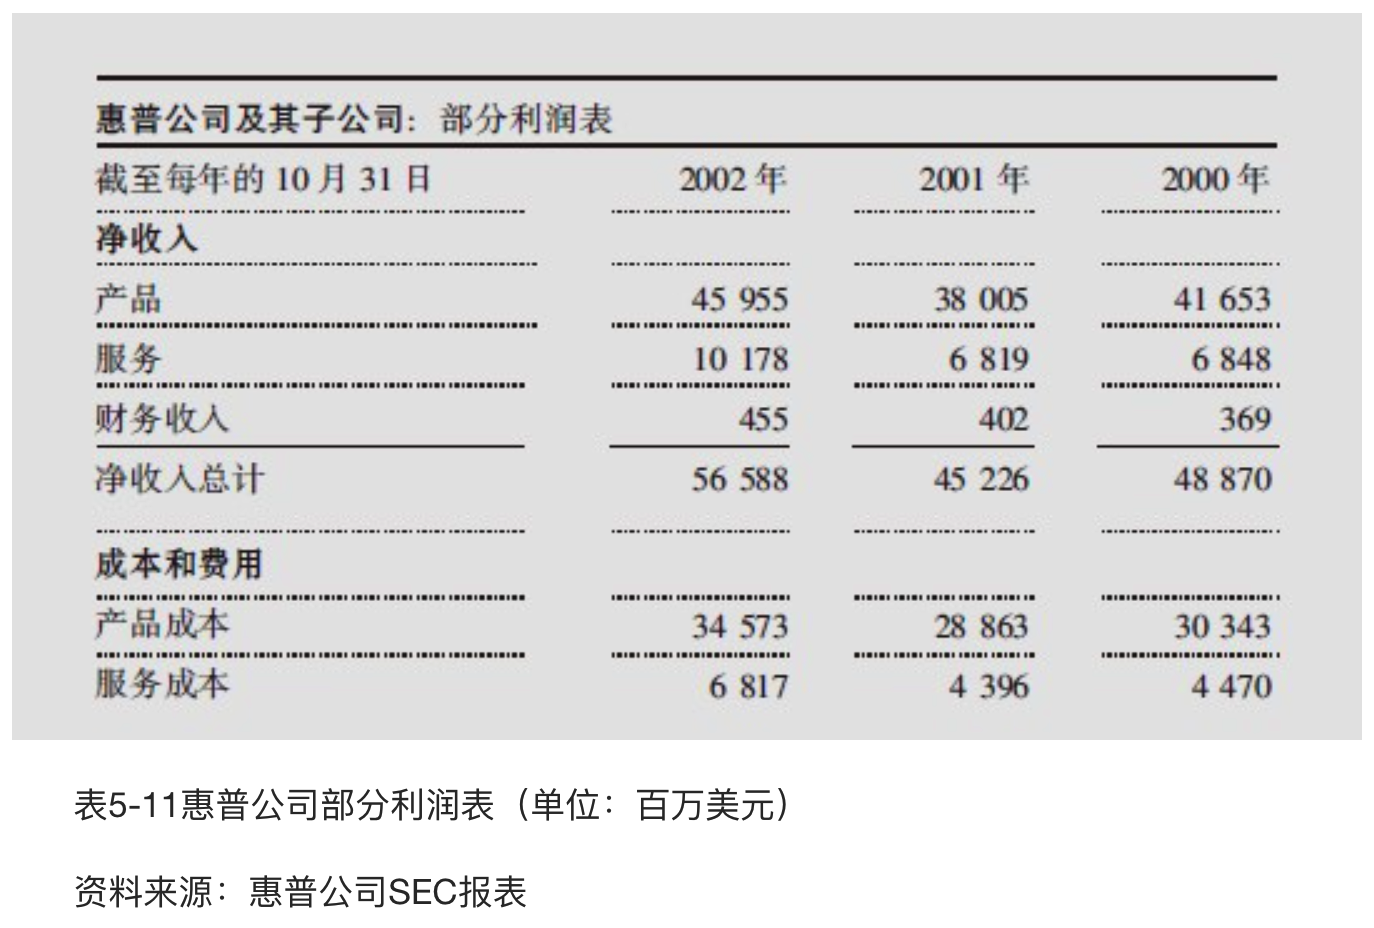 惠普公司及其子公司：部分利润表
截至每年的 10 月 31 日 2002 年 2001 年 2000 年
净收入
产品 45 955 38 005 41 653
服务 10 178 6 819 6 848
财务收入 455 402 369
净收入总计 56 588 45 226 48 870
成本和费用
产品成本 34 573 28 863 30 343
服务成本 6 817 4 396 4 470
表5-11惠普公司部分利润表（单位：百万美元）
资料来源：惠普公司SEC报表